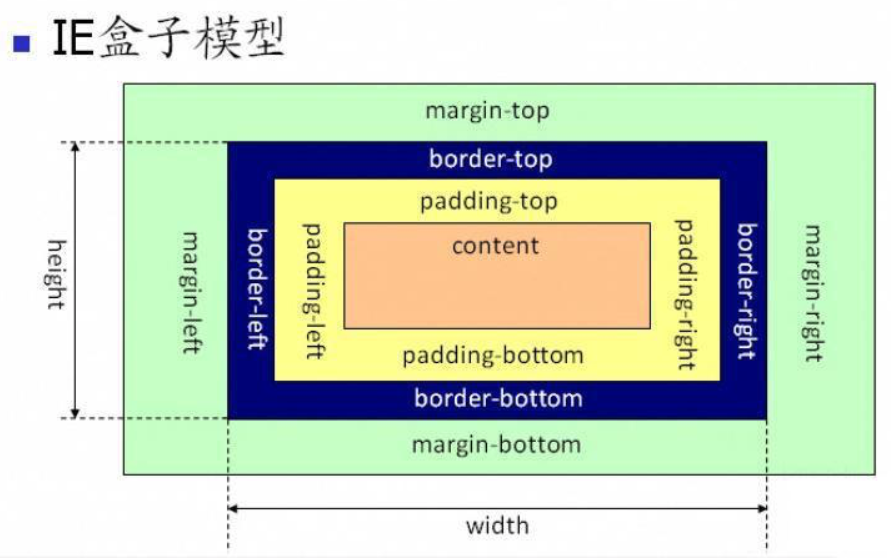 IE盒子模型
margin-top
border-top
padding-top
content
height
margin-left
border-left
padding-left
padding-right
border-right
margin-right
padding-bottom
border-bottom
margin-bottom
width